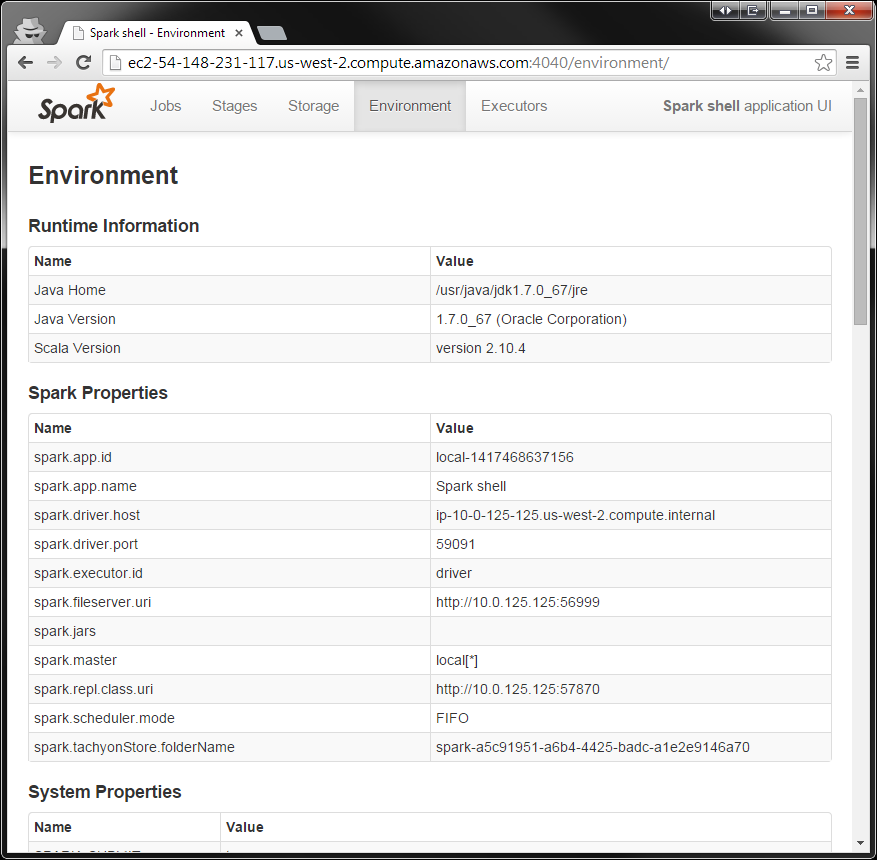 Spark shell - Environment
ec2-54-148-231-117.us-west-2.compute.amazonaws.com:4040/environment/
Spark Jobs Stages Storage Environment Executors Spark shell application UI
Environment
Runtime Information
Name Value
Java Home /usr/java/jdk1.7.0_67/jre
Java Version 1.7.0_67 (Oracle Corporation)
Scala Version version 2.10.4
Spark Properties
Name Value
spark.app.id local-1417468637156
spark.app.name Spark shell
spark.driver.host ip-10-0-125-125.us-west-2.compute.internal
spark.driver.port 59091
spark.executor.id driver
spark.fileserver.uri http://10.0.125.125:56999
spark.jars
spark.master local[*]
spark.repl.class.uri http://10.0.125.125:57870
spark.scheduler.mode FIFO
spark.tachyonStore.folderName spark-a5c91951-a6b4-4425-badc-a1e2e9146a70
System Properties
Name Value